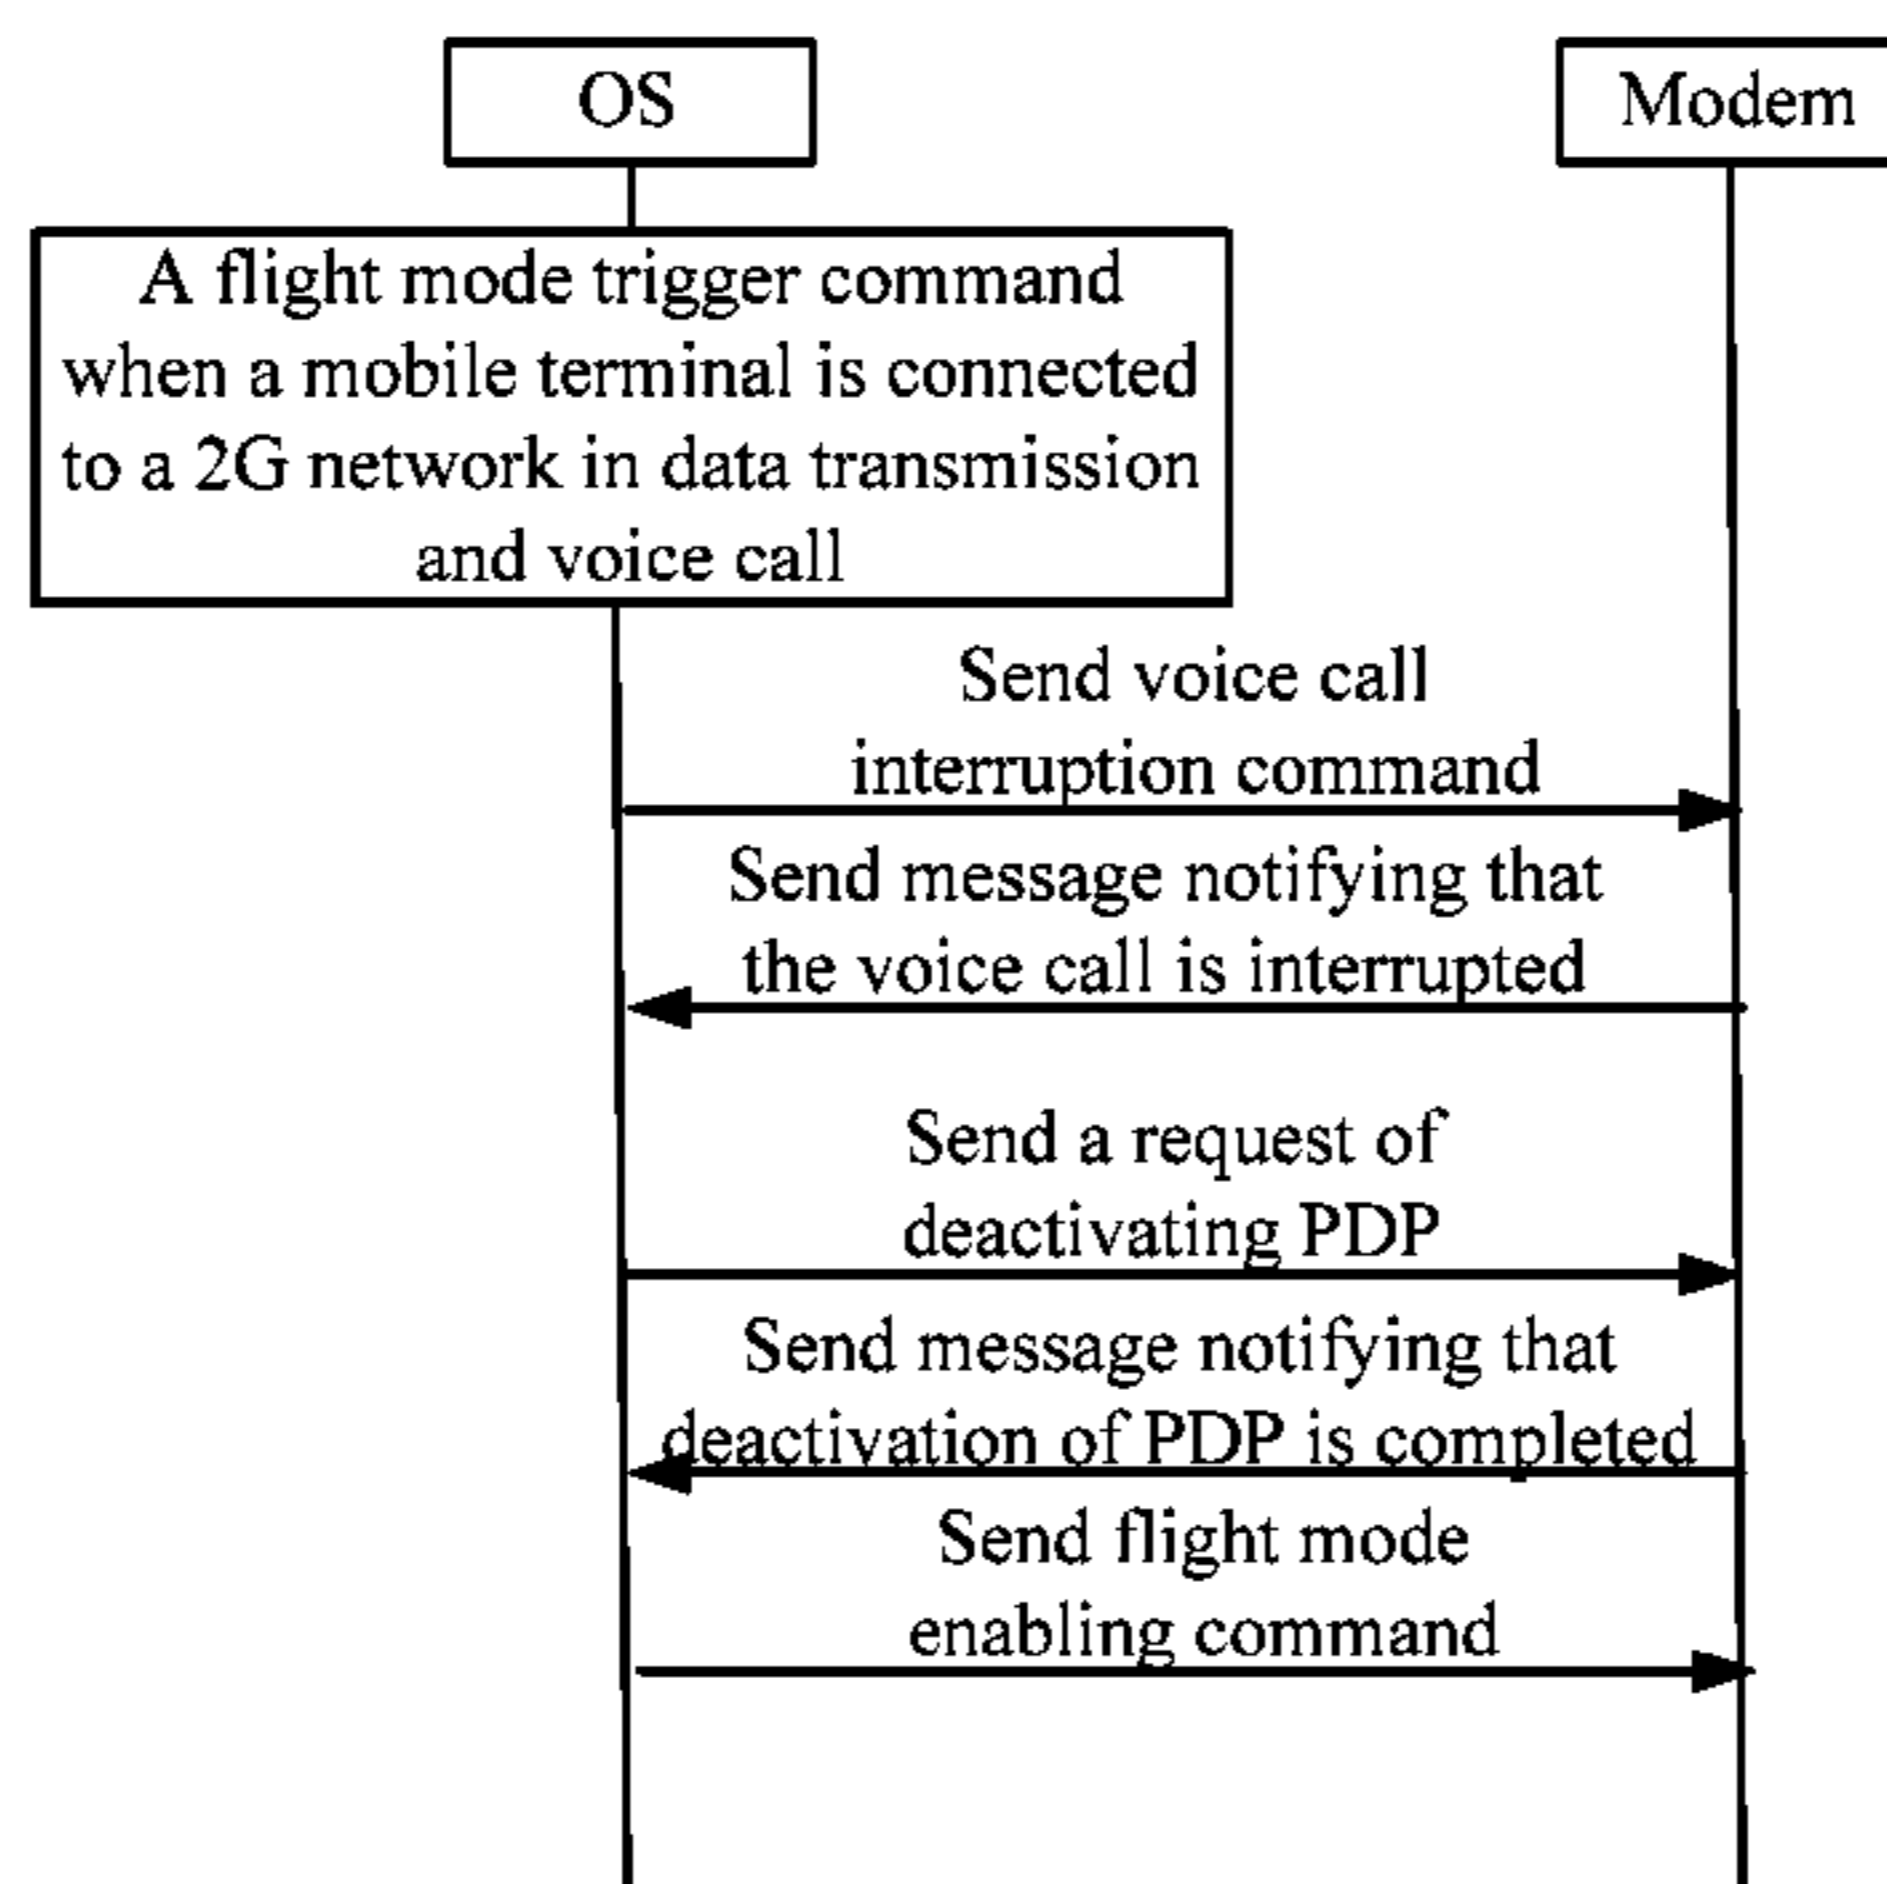 OS
Modem
A flight mode trigger command
when a mobile terminal is connected
to a 2G network in data transmission
and voice call
Send voice call
interruption command
Send message notifying that
the voice call is interrupted
Send a request of
deactivating PDP
Send message notifying that
deactivation of PDP is completed
Send flight mode
enabling command